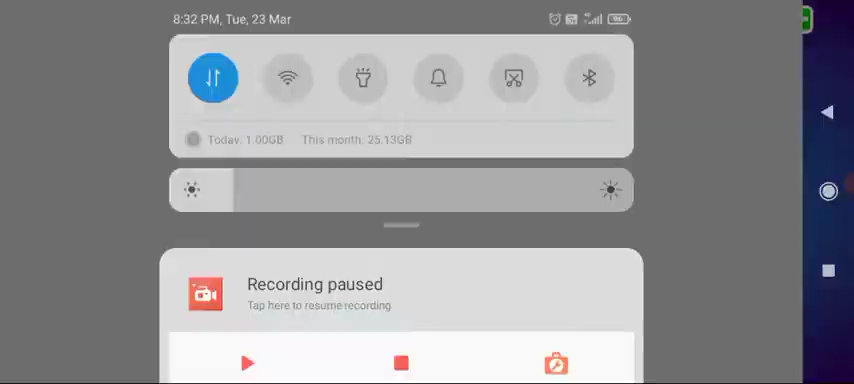 8:32 PM, Tue, 23 Mar 96
Today: 1.00GB This month: 25.13GB
Recording paused
Tap here to resume recording